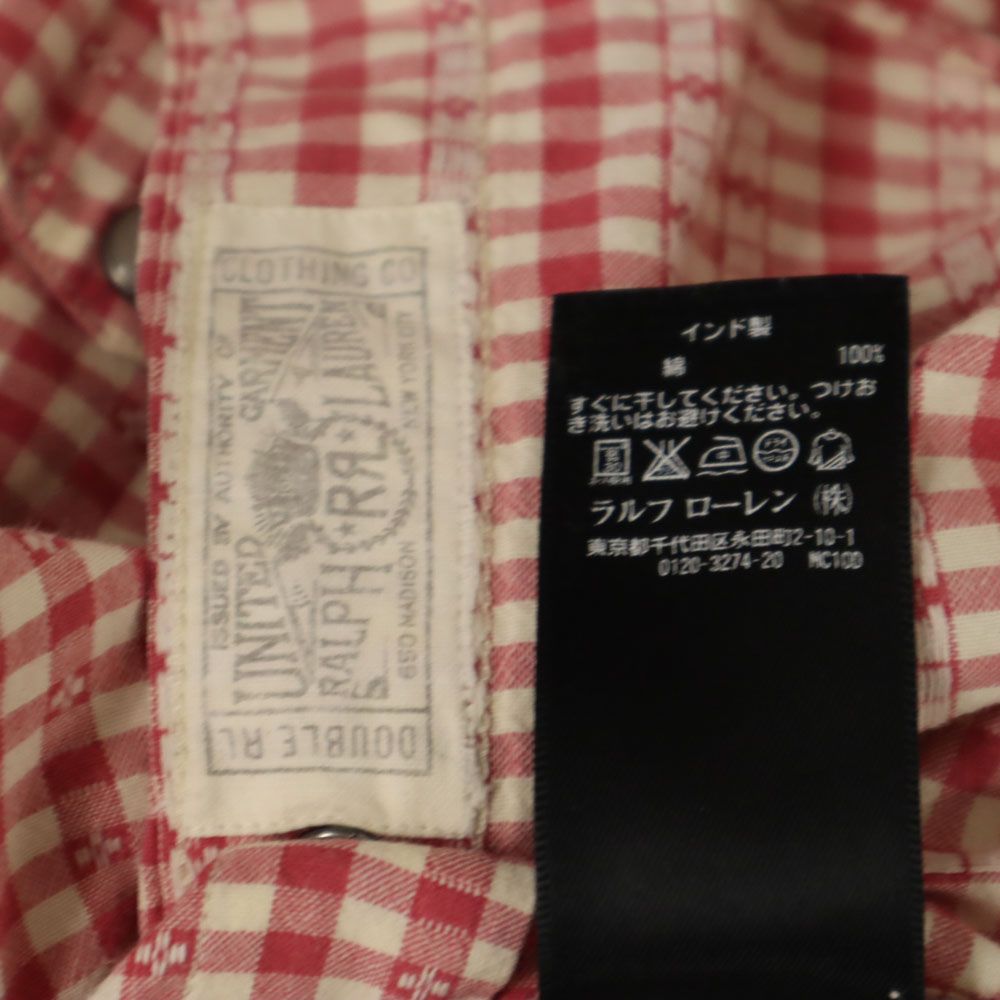 CLOTHING CO
ISSUED BY AUTHORITY OF
UNITED GARMENT
RALPH RRL LAUREN
650 MADISON NEW YORK CITY
DOUBLE RL
インド製
綿 100%
すぐに干してください。つけお
き洗いはお避けください。
ラルフ ローレン (株)
東京都千代田区永田町2-10-1
0120-3274-20 MC100